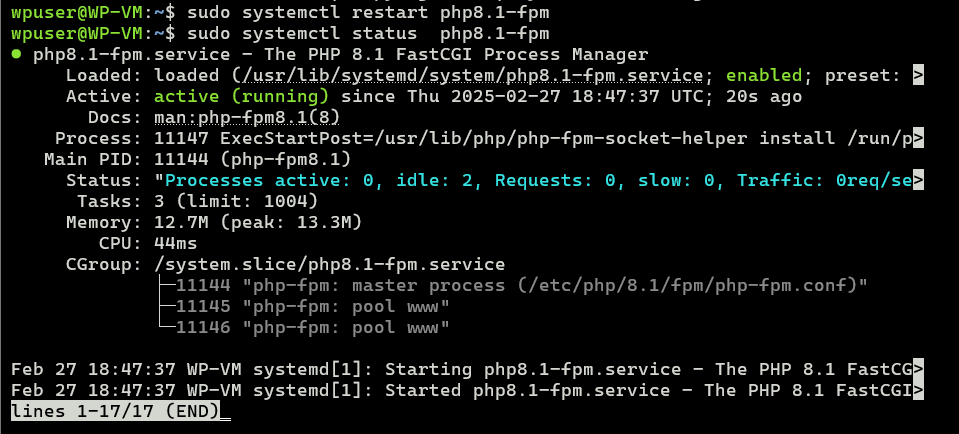 wpuser@WP-VM:~$ sudo systemctl restart php8.1-fpm
wpuser@WP-VM:~$ sudo systemctl status  php8.1-fpm
● php8.1-fpm.service - The PHP 8.1 FastCGI Process Manager
     Loaded: loaded (/usr/lib/systemd/system/php8.1-fpm.service; enabled; preset: >
     Active: active (running) since Thu 2025-02-27 18:47:37 UTC; 20s ago
       Docs: man:php-fpm8.1(8)
    Process: 11147 ExecStartPost=/usr/lib/php/php-fpm-socket-helper install /run/p>
   Main PID: 11144 (php-fpm8.1)
     Status: "Processes active: 0, idle: 2, Requests: 0, slow: 0, Traffic: 0req/se>
      Tasks: 3 (limit: 1004)
     Memory: 12.7M (peak: 13.3M)
        CPU: 44ms
     CGroup: /system.slice/php8.1-fpm.service
             ├─11144 "php-fpm: master process (/etc/php/8.1/fpm/php-fpm.conf)"
             ├─11145 "php-fpm: pool www"
             └─11146 "php-fpm: pool www"

Feb 27 18:47:37 WP-VM systemd[1]: Starting php8.1-fpm.service - The PHP 8.1 FastCG>
Feb 27 18:47:37 WP-VM systemd[1]: Started php8.1-fpm.service - The PHP 8.1 FastCGI>
lines 1-17/17 (END)